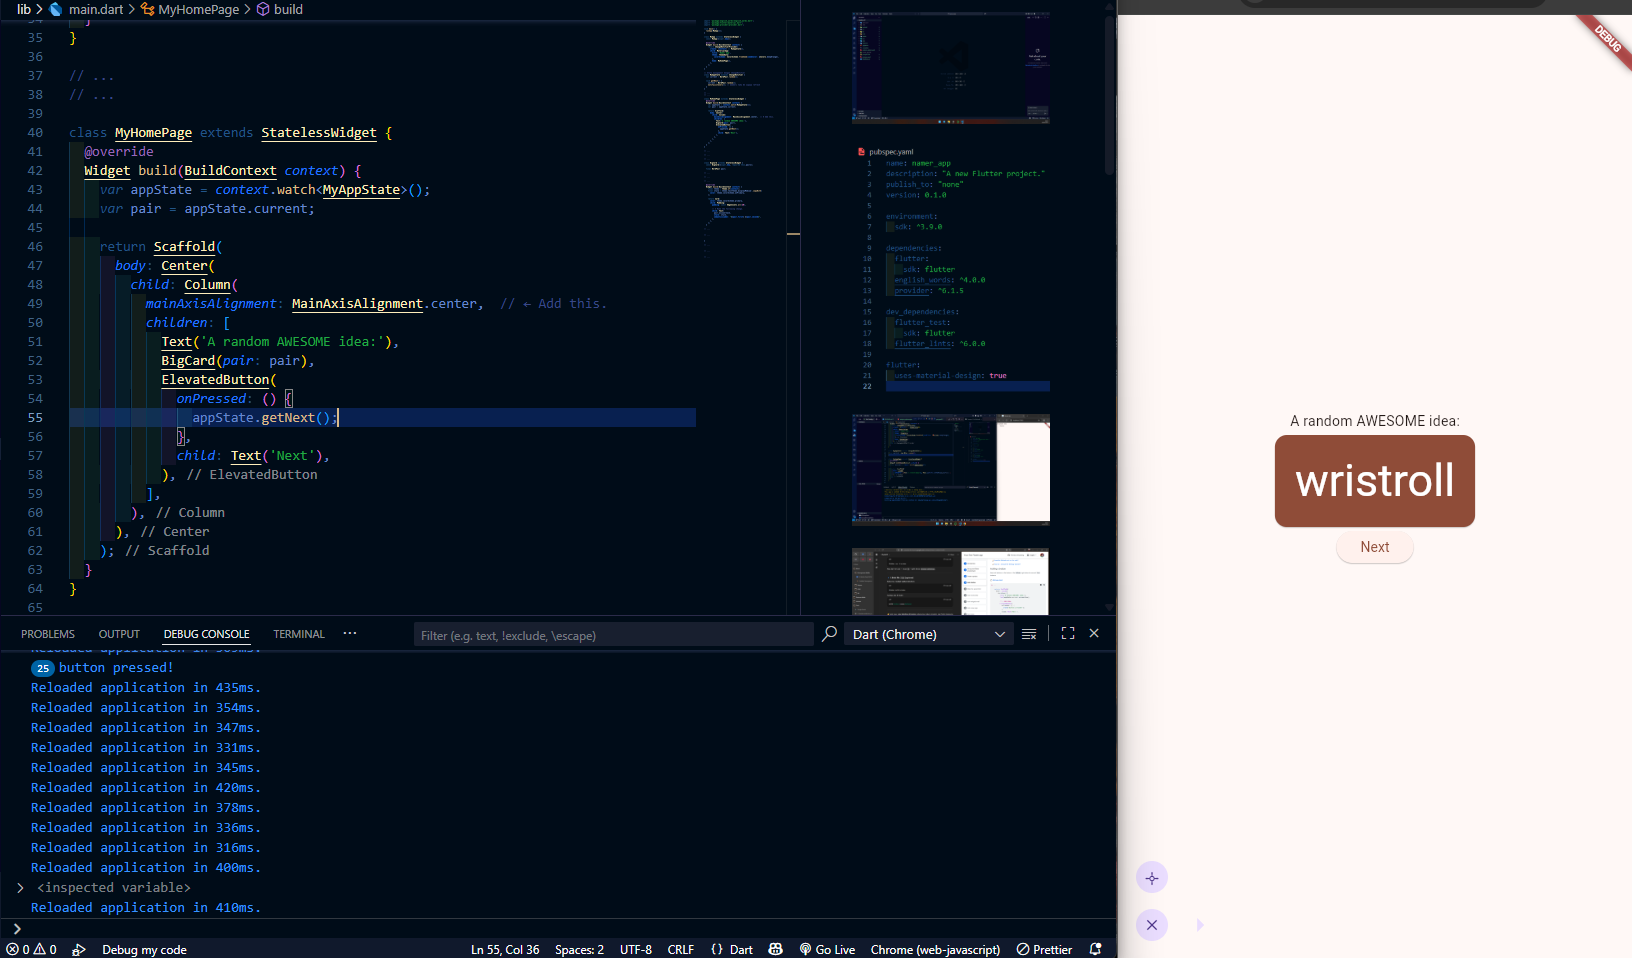 lib > main.dart > MyHomePage > build
35 }
36
37 // ...
38 // ...
39
40 class MyHomePage extends StatelessWidget {
41 @override
42 Widget build(BuildContext context) {
43 var appState = context.watch<MyAppState>();
44 var pair = appState.current;
45
46 return Scaffold(
47 body: Center(
48 child: Column(
49 mainAxisAlignment: MainAxisAlignment.center, // ← Add this.
50 children: [
51 Text('A random AWESOME idea:'),
52 BigCard(pair: pair),
53 ElevatedButton(
54 onPressed: () {
55 appState.getNext();
56 },
57 child: Text('Next'),
58 ), // ElevatedButton
59 ],
60 ), // Column
61 ), // Center
62 ); // Scaffold
63 }
64 }
65
pubspec.yaml
1 name: namer_app
2 description: "A new Flutter project."
3 publish_to: "none"
4 version: 0.1.0
5
6 environment:
7 sdk: ^3.9.0
8
9 dependencies:
10 flutter:
11 sdk: flutter
12 english_words: ^4.0.0
13 provider: ^6.1.5
14
15 dev_dependencies:
16 flutter_test:
17 sdk: flutter
18 flutter_lints: ^6.0.0
19
20 flutter:
21 uses-material-design: true
22
PROBLEMS OUTPUT DEBUG CONSOLE TERMINAL ...
Filter (e.g. text, !exclude, \escape)
Dart (Chrome)
25 button pressed!
Reloaded application in 435ms.
Reloaded application in 354ms.
Reloaded application in 347ms.
Reloaded application in 331ms.
Reloaded application in 345ms.
Reloaded application in 420ms.
Reloaded application in 378ms.
Reloaded application in 336ms.
Reloaded application in 316ms.
Reloaded application in 400ms.
> <inspected variable>
Reloaded application in 410ms.
>
0 0 Debug my code Ln 55, Col 36 Spaces: 2 UTF-8 CRLF {} Dart Go Live Chrome (web-javascript) Prettier
DEBUG
A random AWESOME idea:
wristroll
Next